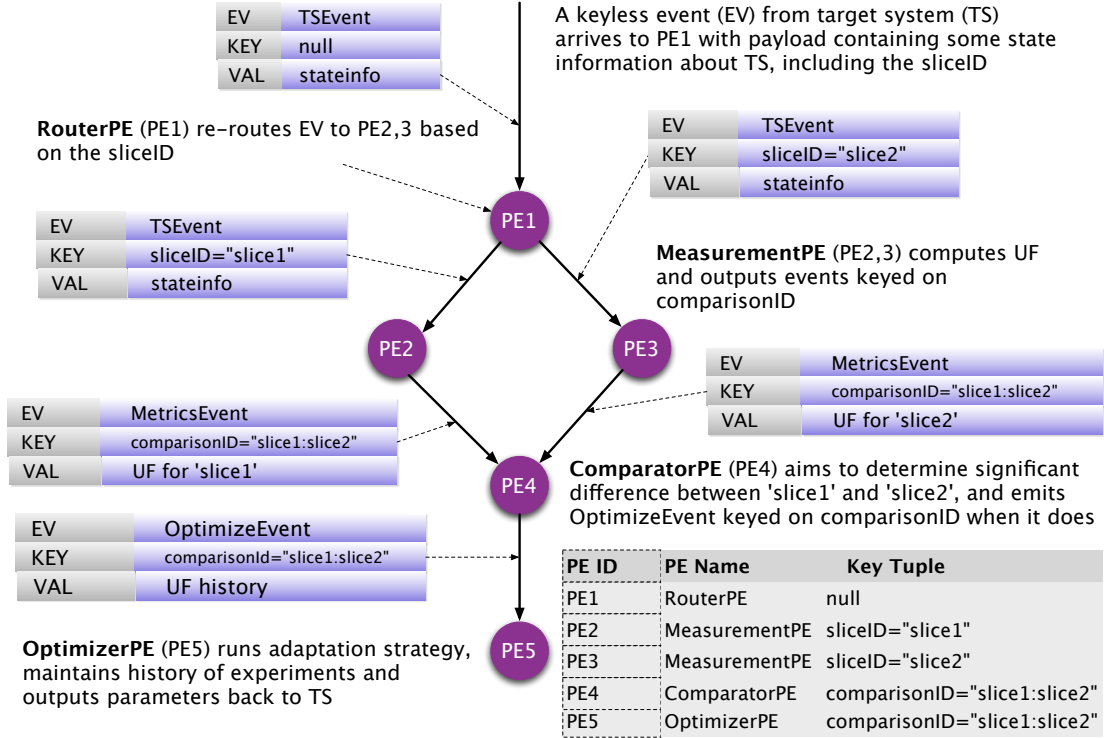 EV TSEvent
KEY null
VAL stateinfo
A keyless event (EV) from target system (TS)
arrives to PE1 with payload containing some state
information about TS, including the sliceID
RouterPE (PE1) re-routes EV to PE2,3 based
on the sliceID
EV TSEvent
KEY sliceID="slice2"
VAL stateinfo
PE1
EV TSEvent
KEY sliceID="slice1"
VAL stateinfo
MeasurementPE (PE2,3) computes UF
and outputs events keyed on
comparisonID
PE2
PE3
EV MetricsEvent
KEY comparisonID="slice1:slice2"
VAL UF for 'slice2'
EV MetricsEvent
KEY comparisonID="slice1:slice2"
VAL UF for 'slice1'
PE4
ComparatorPE (PE4) aims to determine significant
difference between 'slice1' and 'slice2', and emits
OptimizeEvent keyed on comparisonID when it does
EV OptimizeEvent
KEY comparisonId="slice1:slice2"
VAL UF history
PE5
OptimizerPE (PE5) runs adaptation strategy,
maintains history of experiments and
outputs parameters back to TS
PE ID PE Name Key Tuple
PE1 RouterPE null
PE2 MeasurementPE sliceID="slice1"
PE3 MeasurementPE sliceID="slice2"
PE4 ComparatorPE comparisonID="slice1:slice2"
PE5 OptimizerPE comparisonID="slice1:slice2"